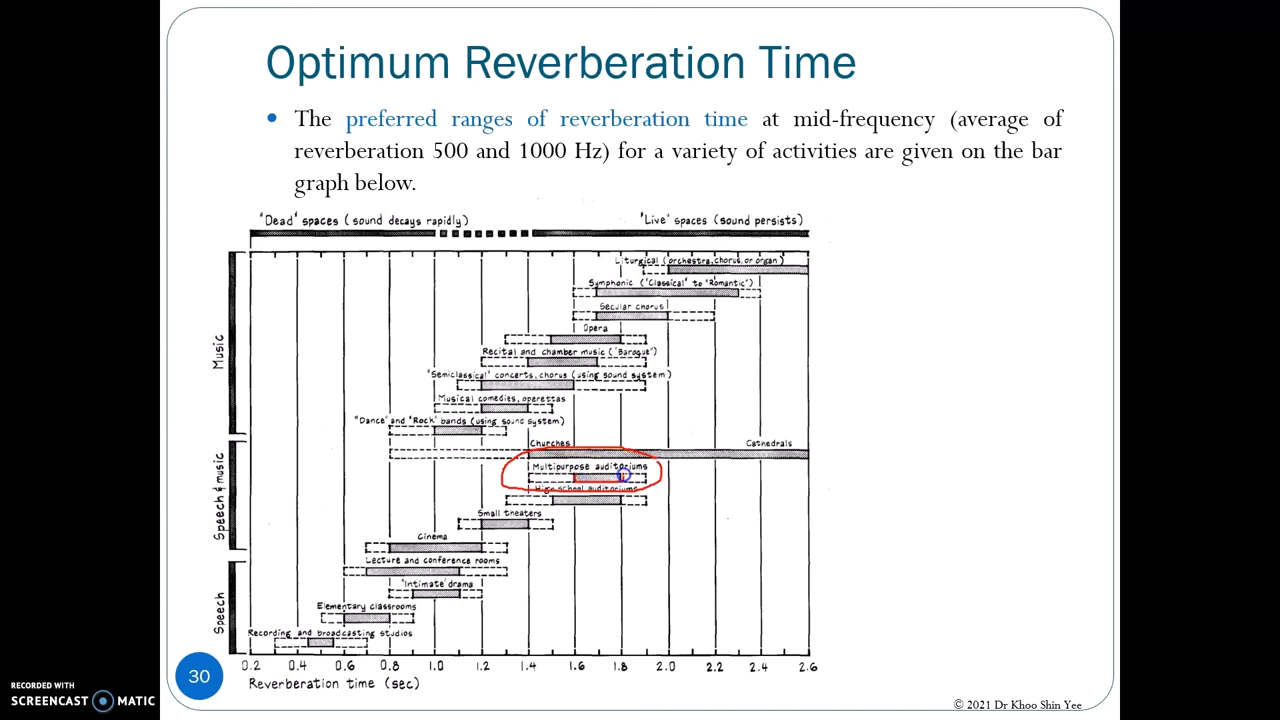 Optimum Reverberation Time
• The preferred ranges of reverberation time at mid-frequency (average of
reverberation 500 and 1000 Hz) for a variety of activities are given on the bar
graph below.
"Dead" spaces (sound decays rapidly)
"Live" spaces (sound persists)
Liturgical (orchestra, chorus, or organ)
Symphonic ("Classical" to "Romantic")
Secular chorus
Opera
Recital and chamber music ("Baroque")
"Semiclassical" concerts, chorus (using sound system)
Musical comedies, operettas
"Dance" and "Rock" bands (using sound system)
Music
Churches
Cathedrals
Multipurpose auditoriums
High school auditoriums
Small theaters
Cinema
Speech & music
Lecture and conference rooms
"Intimate" drama
Elementary classrooms
Recording and broadcasting studios
Speech
0.2 0.4 0.6 0.8 1.0 1.2 1.4 1.6 1.8 2.0 2.2 2.4 2.6
Reverberation time (sec)
30
RECORDED WITH
SCREENCAST MATIC
© 2021 Dr Khoo Shin Yee